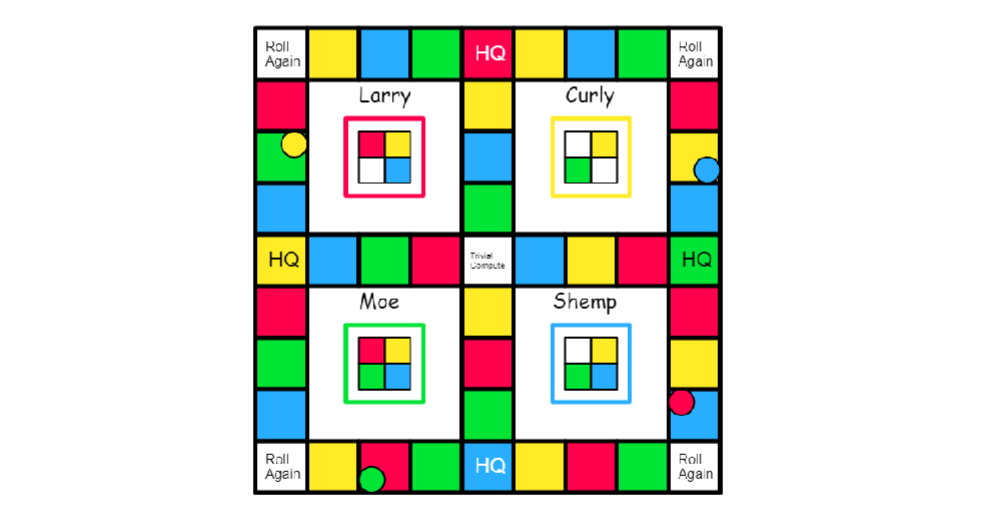 Roll
Again
HQ
Roll
Again
Larry
Curly
HQ
Trivial
Compute
HQ
Moe
Shemp
Roll
Again
HQ
Roll
Again